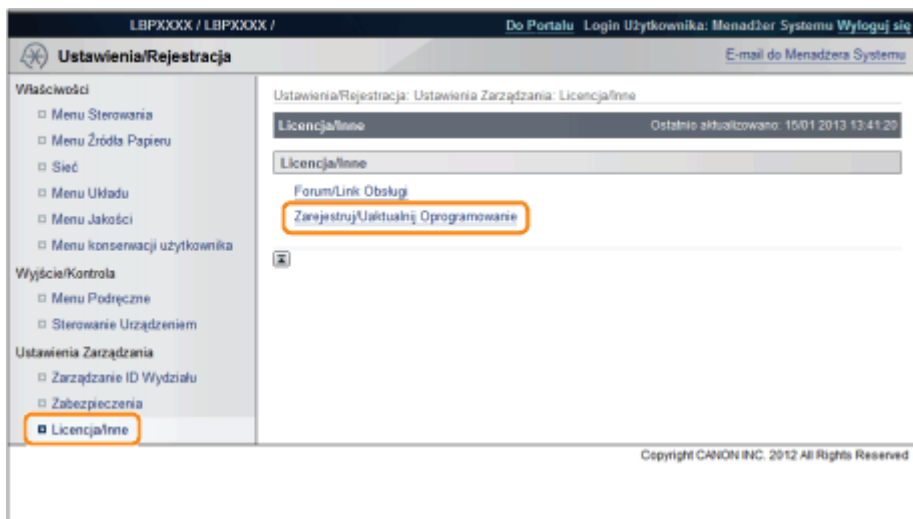 LBPXXXX / LBPXXXX /
Do Portalu Login Użytkownika: Menadżer Systemu Wyloguj się
Ustawienia/Rejestracja
E-mail do Menadżera Systemu
Właściwości
Menu Sterowania
Menu Źródła Papieru
Sieć
Menu Układu
Menu Jakości
Menu konserwacji użytkownika
Wyjście/Kontrola
Menu Podręczne
Sterowanie Urządzeniem
Ustawienia Zarządzania
Zarządzanie ID Wydziału
Zabezpieczenia
Licencja/Inne
Ustawienia/Rejestracja: Ustawienia Zarządzania: Licencja/Inne
Licencja/Inne Ostatnio aktualizowano: 15/01 2013 13:41:20
Licencja/Inne
Forum/Link Obsługi
Zarejestruj/Uaktualnij Oprogramowanie
Copyright CANON INC. 2012 All Rights Reserved